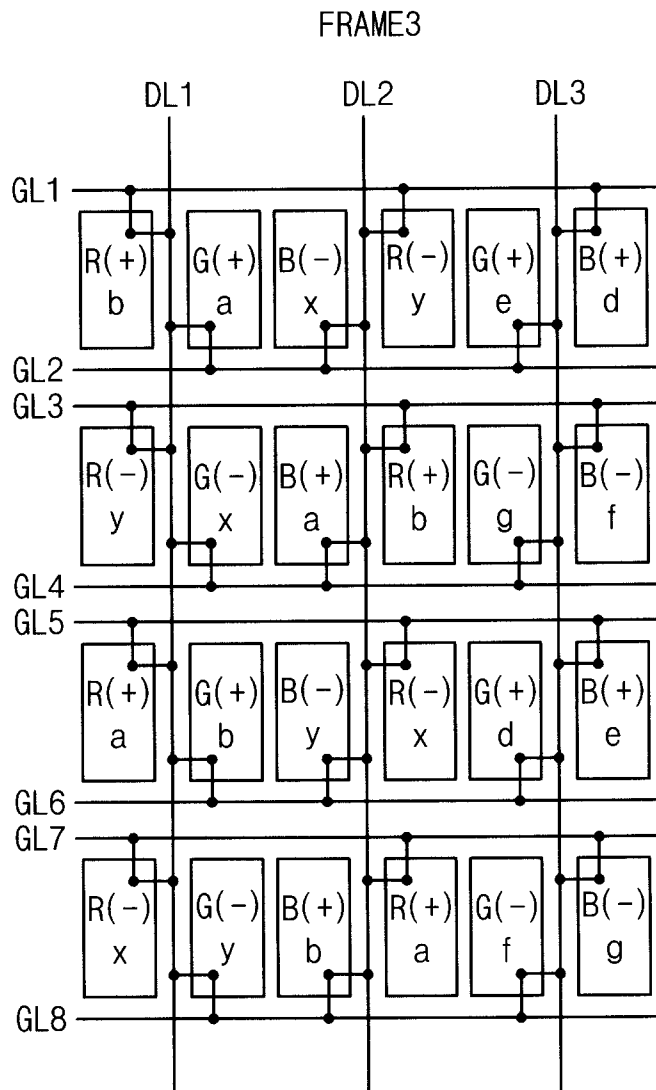 FRAME3
DL1 DL2 DL3
GL1
R(+) G(+) B(-) R(-) G(+) B(+)
b a x y e d
GL2
GL3
R(-) G(-) B(+) R(+) G(-) B(-)
y x a b g f
GL4
GL5
R(+) G(+) B(-) R(-) G(+) B(+)
a b y x d e
GL6
GL7
R(-) G(-) B(+) R(+) G(-) B(-)
x y b a f g
GL8